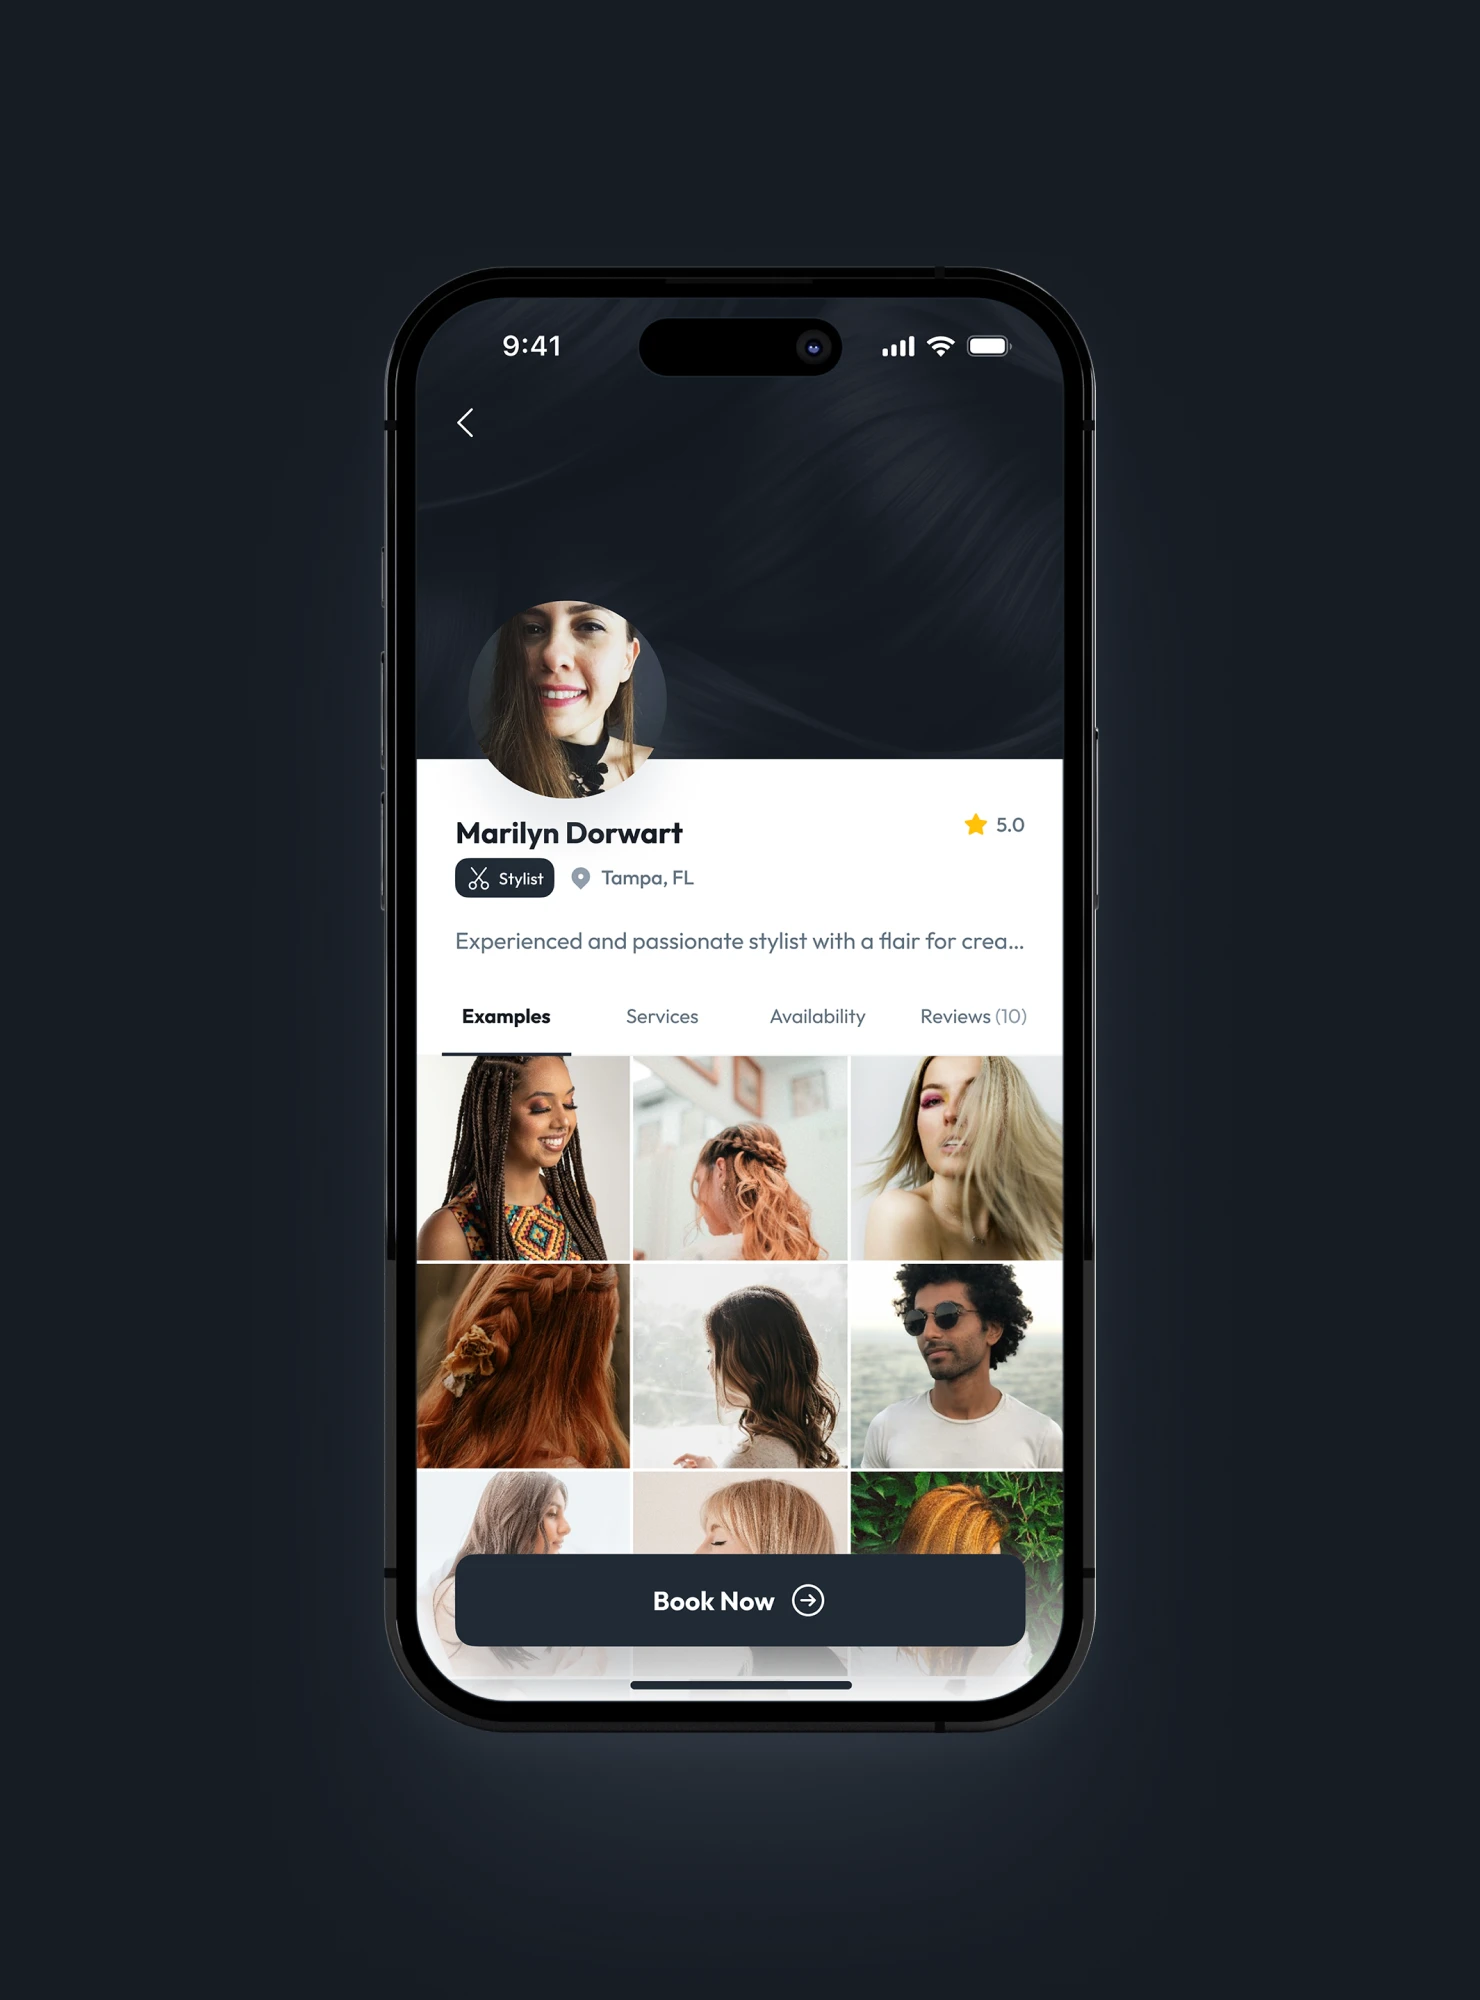 9:41
Marilyn Dorwart
5.0
Stylist
Tampa, FL
Experienced and passionate stylist with a flair for crea...
Examples
Services
Availability
Reviews (10)
Book Now